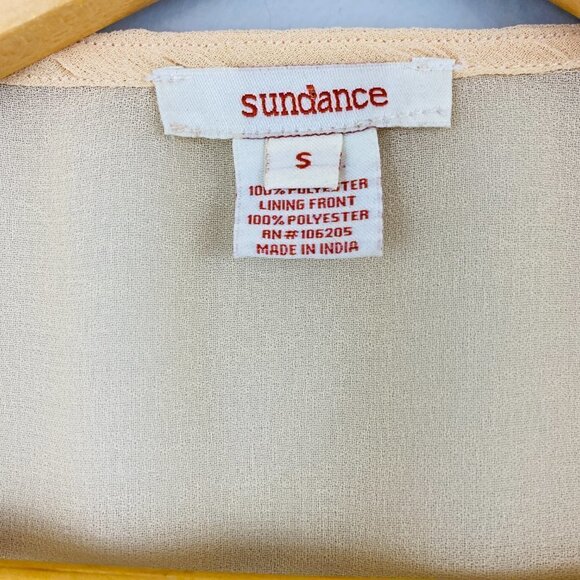 sundance
S
100% POLYESTER
LINING FRONT
100% POLYESTER
RN# 106205
MADE IN INDIA